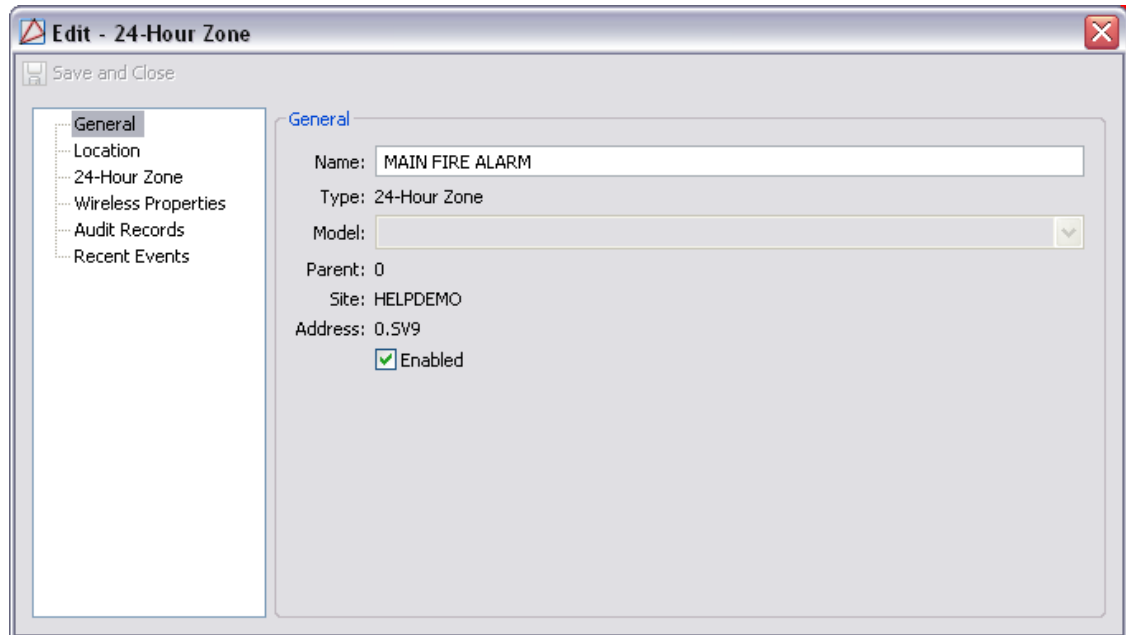 Edit - 24-Hour Zone
Save and Close
General
Location
24-Hour Zone
Wireless Properties
Audit Records
Recent Events
General
Name: MAIN FIRE ALARM
Type: 24-Hour Zone
Model:
Parent: 0
Site: HELPDEMO
Address: 0.SV9
Enabled